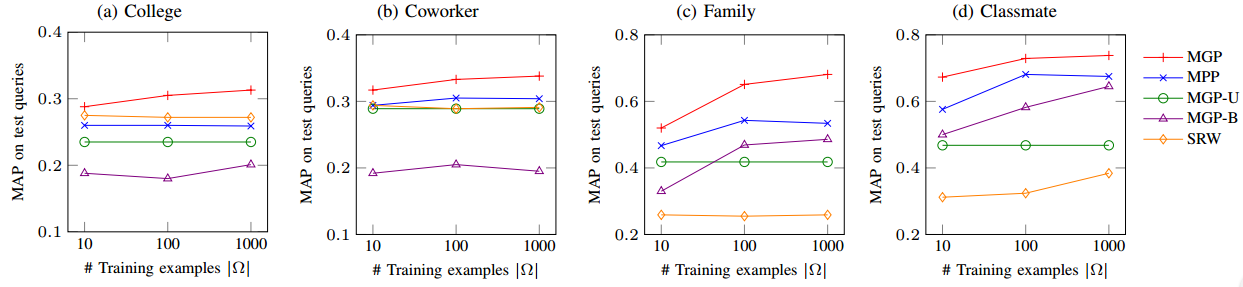 (a) College
(b) Coworker
(c) Family
(d) Classmate
MAP on test queries
0.4
0.3
0.2
0.1
10
100
1000
# Training examples |Ω|
MAP on test queries
0.4
0.3
0.2
0.1
10
100
1000
# Training examples |Ω|
MAP on test queries
0.8
0.6
0.4
0.2
10
100
1000
# Training examples |Ω|
MAP on test queries
0.8
0.6
0.4
0.2
10
100
1000
# Training examples |Ω|
MGP
MPP
MGP-U
MGP-B
SRW